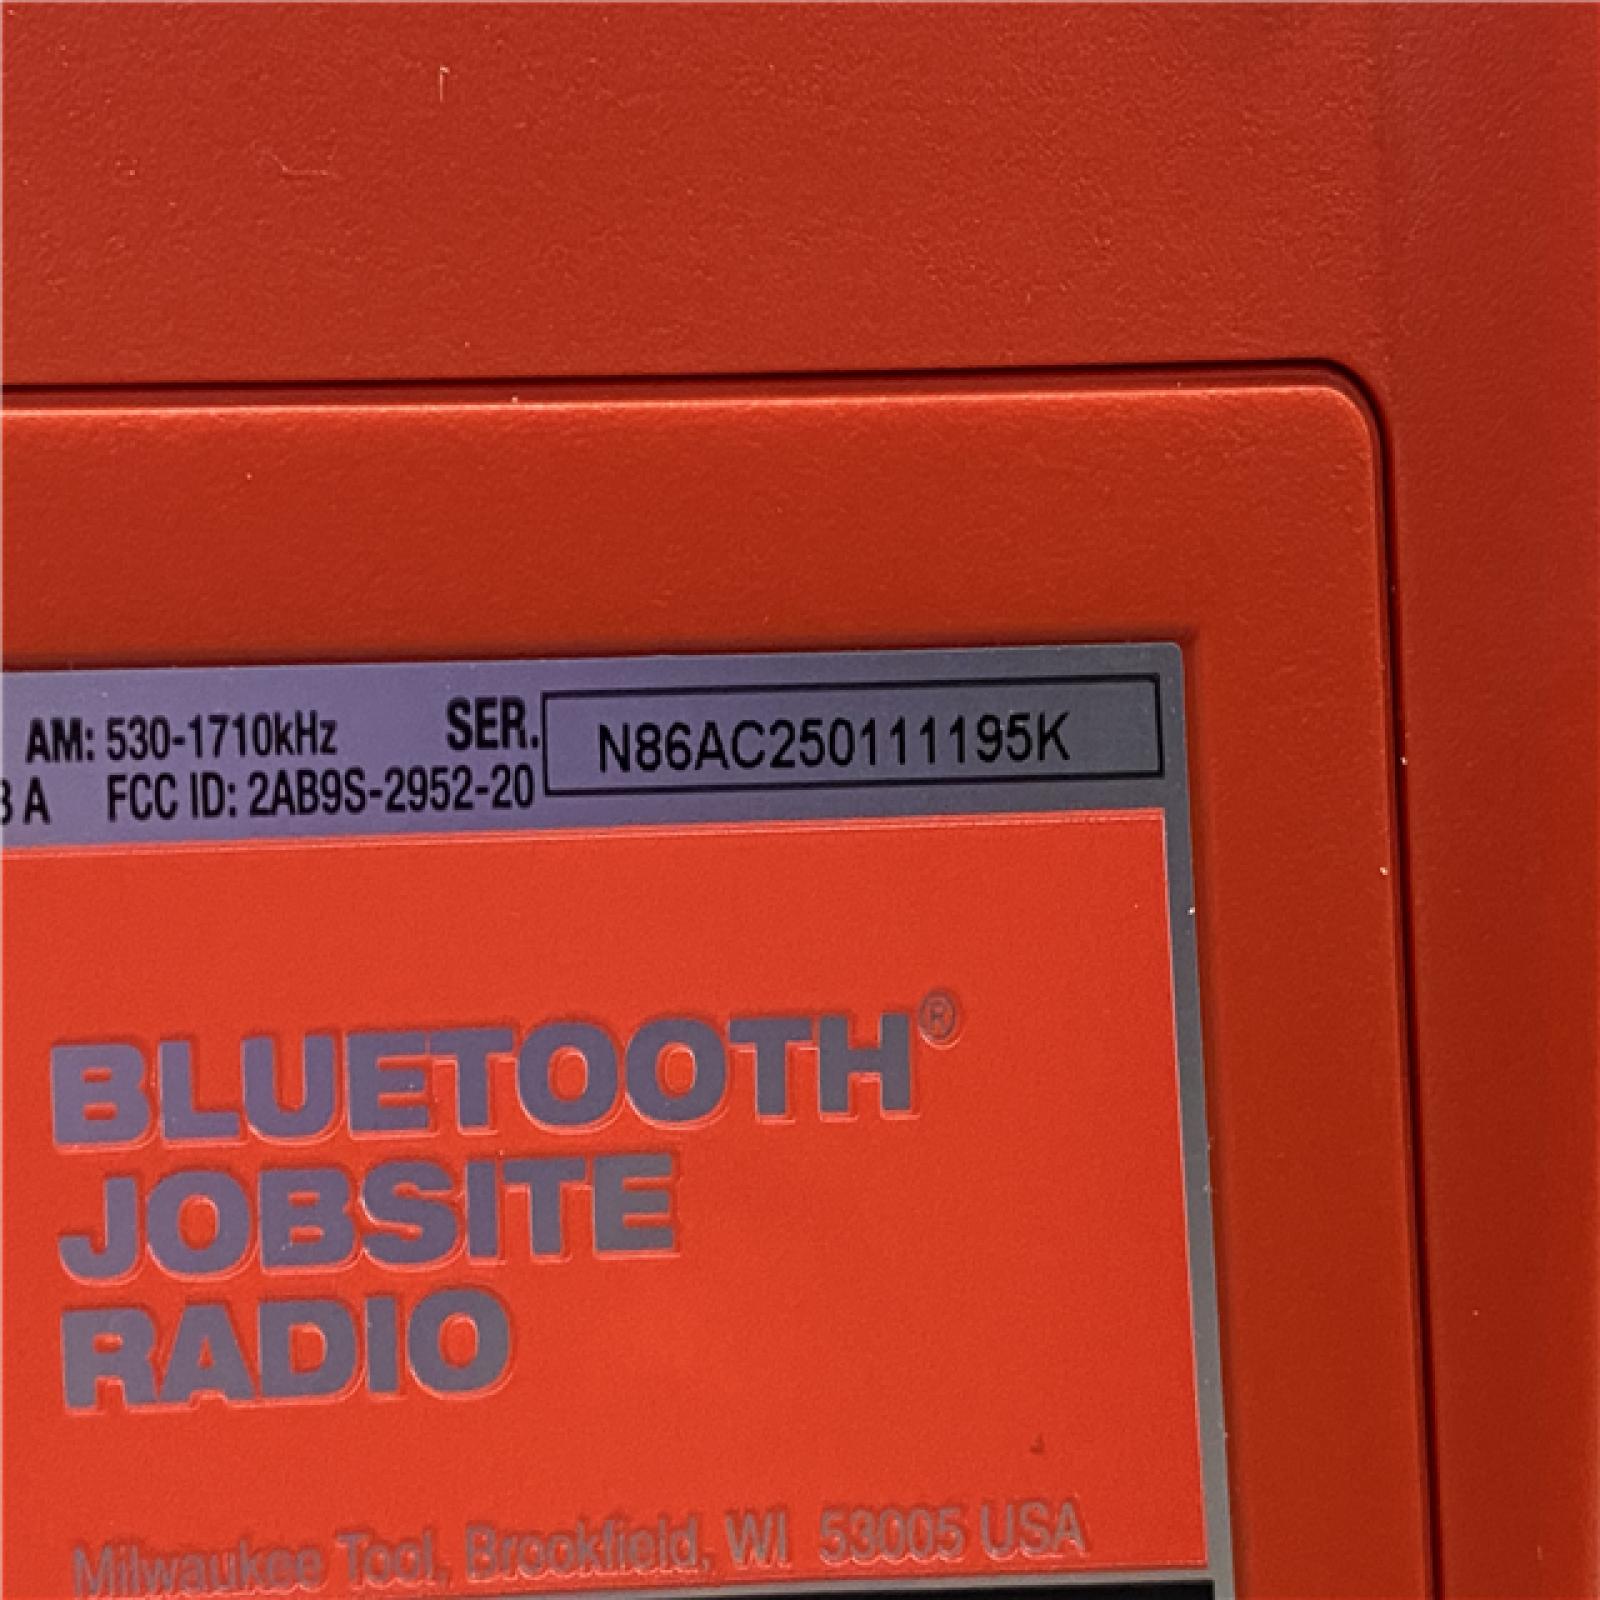 AM: 530-1710kHz SER. N86AC250111195K
A FCC ID: 2AB9S-2952-20
BLUETOOTH®
JOBSITE
RADIO
Milwaukee Tool, Brookfield, WI 53005 USA